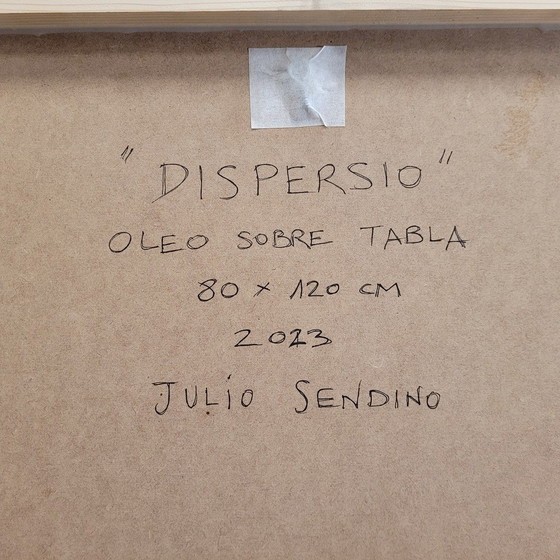 "DISPERSIO"
OLEO SOBRE TABLA
80 x 120 CM
2023
JULIO SENDINO